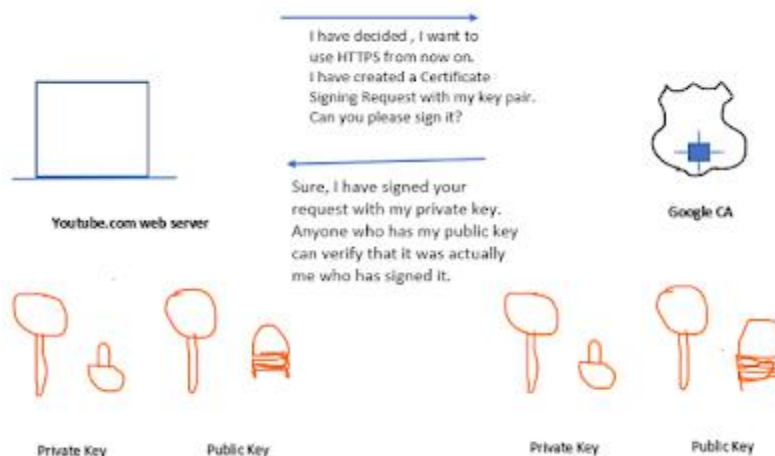 I have decided , I want to
use HTTPS from now on.
I have created a Certificate
Signing Request with my key pair.
Can you please sign it?
Sure, I have signed your
request with my private key.
Anyone who has my public key
can verify that it was actually
me who has signed it.
Youtube.com web server
Google CA
Private Key
Public Key
Private Key
Public Key